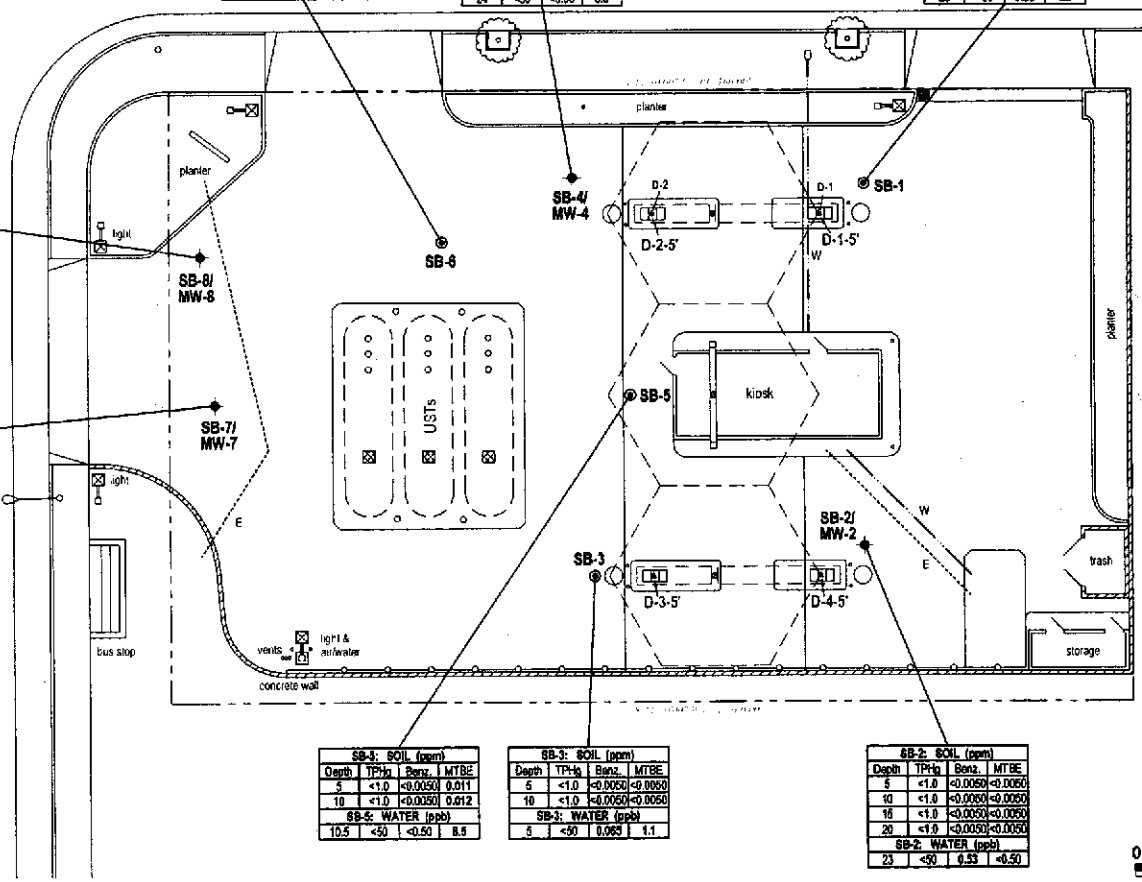 planter
planter
light
SB-8/
MW-8
SB-6
SB-4/
MW-4
D-2
D-1
SB-1
D-2-5'
D-1-5'
W
planter
USTs
SB-5
kiosk
SB-7/
MW-7
light
E
SB-3
SB-2/
MW-2
W
E
trash
D-3-5'
D-4-5'
storage
bus stop
vents
light &
air/water
concrete wall
SOIL (ppm)
Depth TPHg Benz. MTBE
5 <1.0 <0.0050 0.011
10 <1.0 <0.0050 0.012
SB-5: WATER (ppb)
10.5 <50 <0.50 8.5
SB-3: SOIL (ppm)
Depth TPHg Benz. MTBE
5 <1.0 <0.0050 <0.0050
10 <1.0 <0.0050 <0.0050
SB-3: WATER (ppb)
5 <50 1.1
SB-2: SOIL (ppm)
Depth TPHg Benz. MTBE
5 <1.0 <0.0050 <0.0050
10 <1.0 <0.0050 <0.0050
15 <1.0 <0.0050 <0.0050
20 <1.0 <0.0050 <0.0050
SB-2: WATER (ppb)
23 <50 0.53 <0.50
0